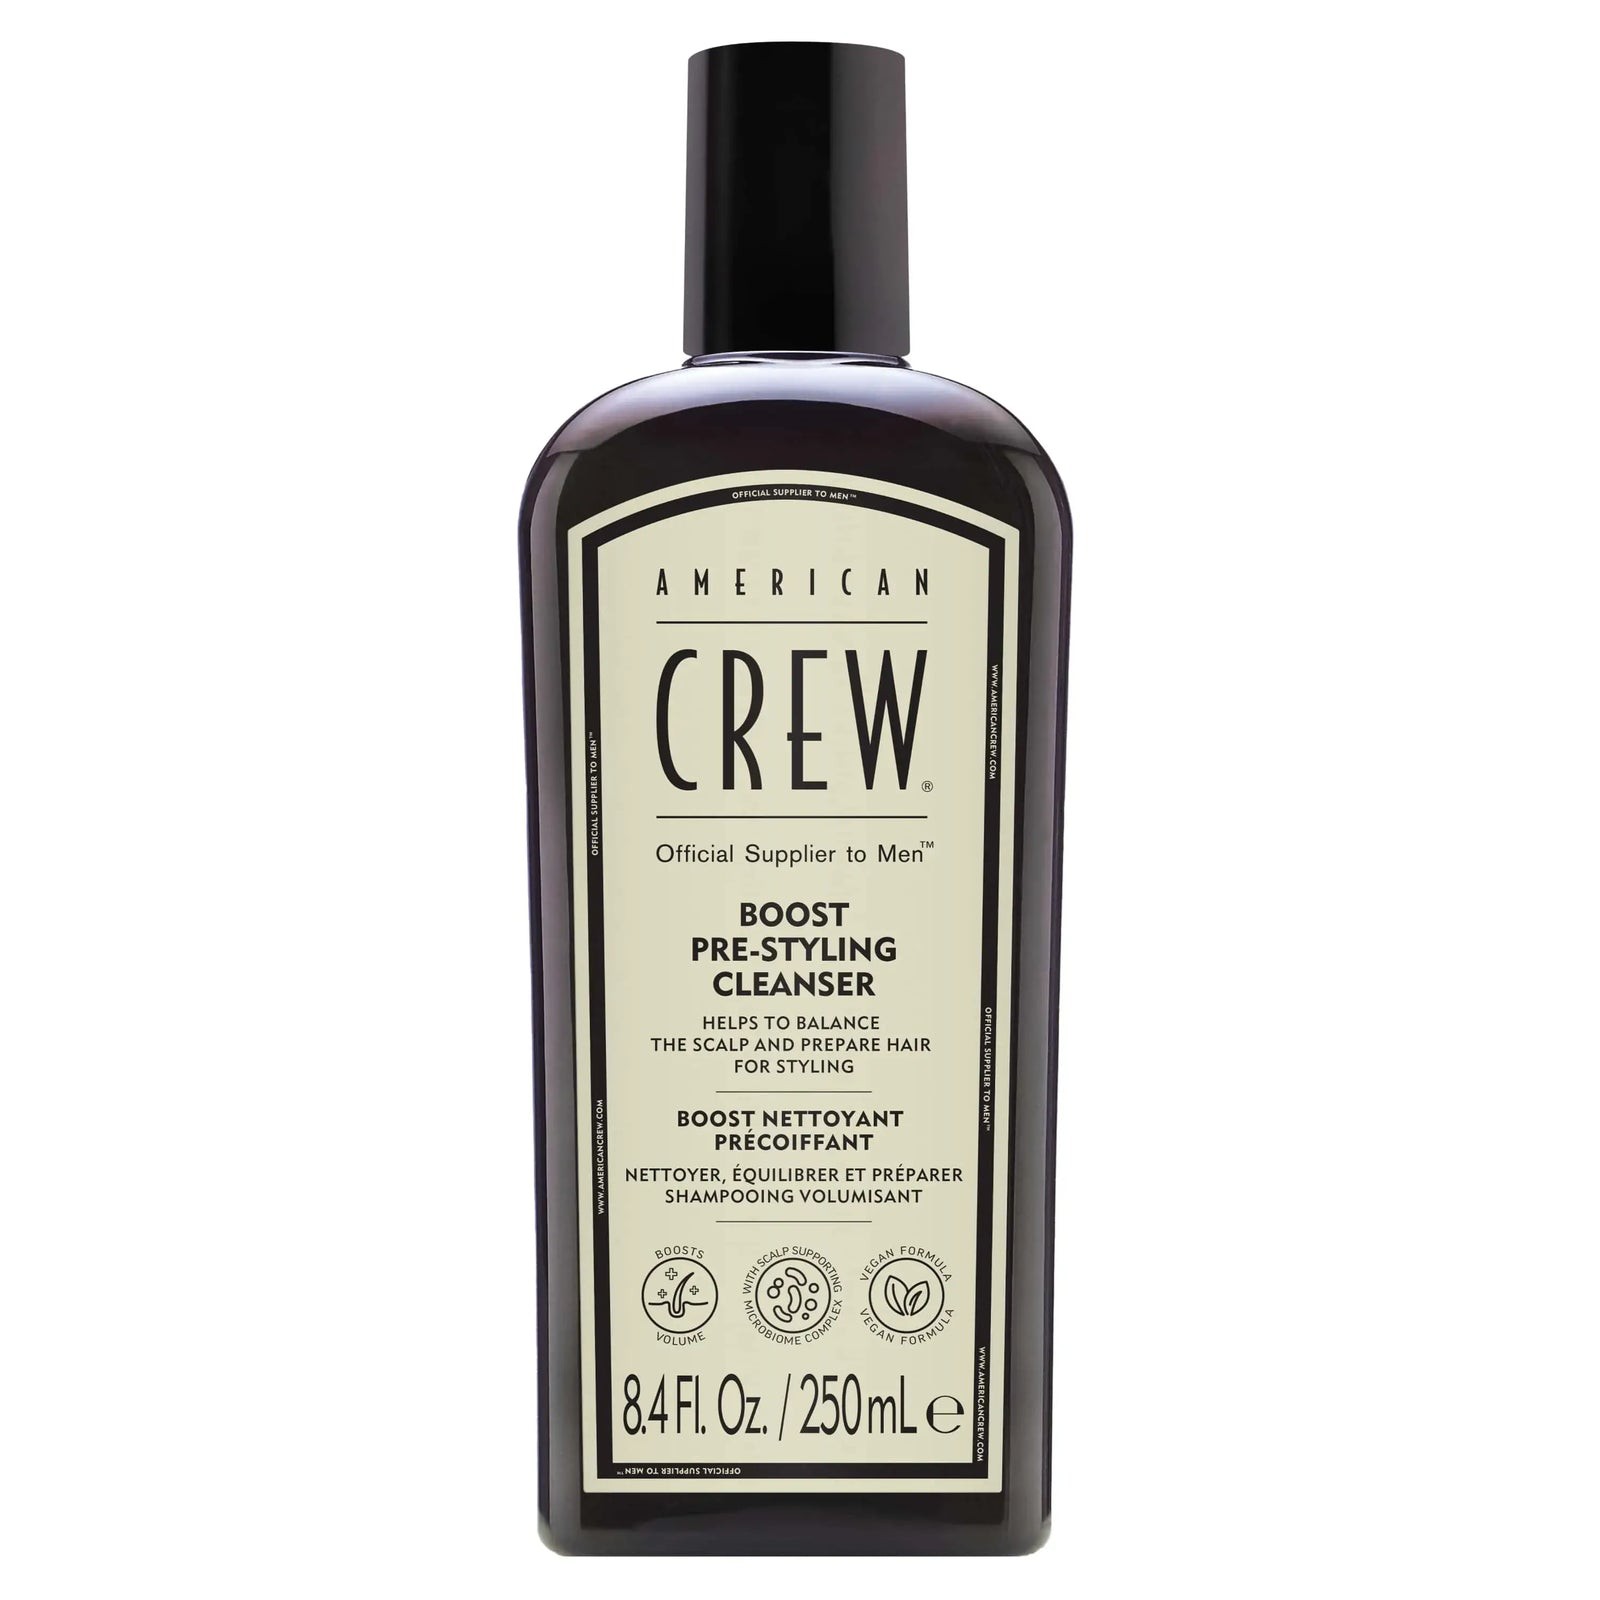 OFFICIAL SUPPLIER TO MEN™
AMERICAN
CREW®
Official Supplier to Men™
BOOST
PRE-STYLING
CLEANSER
HELPS TO BALANCE
THE SCALP AND PREPARE HAIR
FOR STYLING
BOOST NETTOYANT
PRÉCOIFFANT
NETTOYER, ÉQUILIBRER ET PRÉPARER
SHAMPOOING VOLUMISANT
BOOSTS
VOLUME
WITH SCALP SUPPORTING
MICROBIOME COMPLEX
VEGAN FORMULA
VEGAN FORMULA
8.4 Fl. Oz. / 250 mL ℮
OFFICIAL SUPPLIER TO MEN™
WWW.AMERICANCREW.COM
WWW.AMERICANCREW.COM
OFFICIAL SUPPLIER TO MEN™
WWW.AMERICANCREW.COM
OFFICIAL SUPPLIER TO MEN™